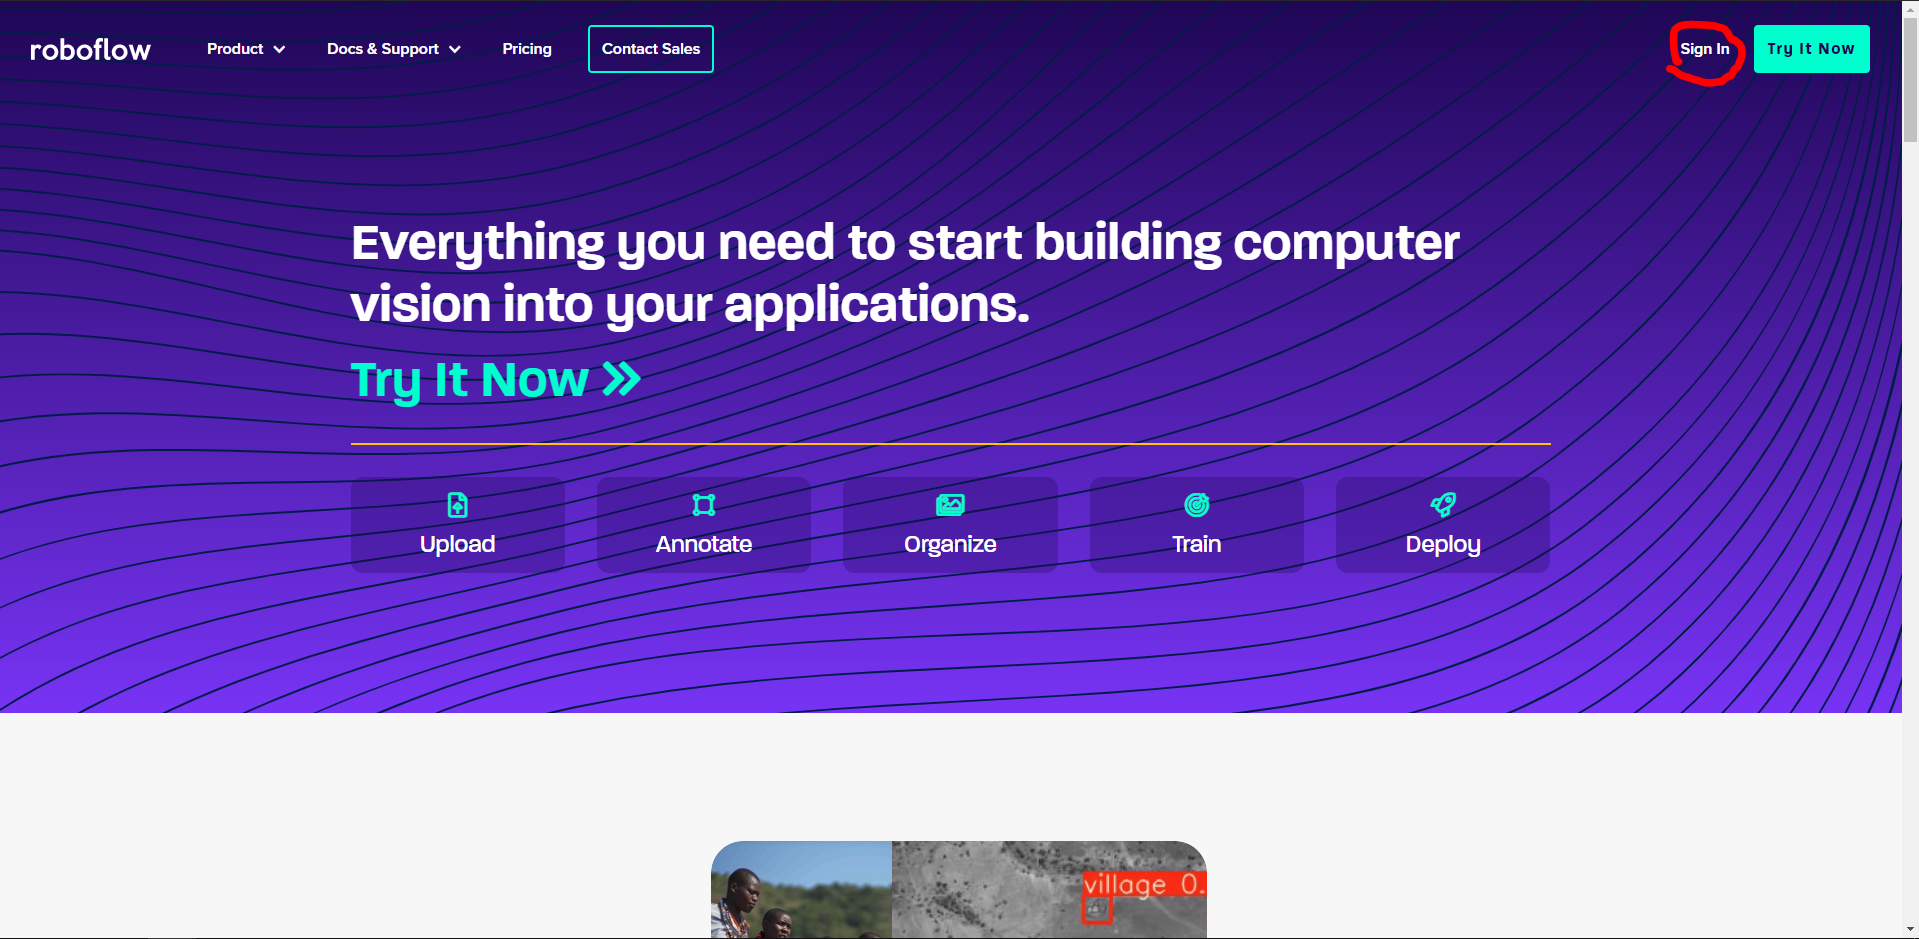 roboflow
Product
Docs & Support
Pricing
Contact Sales
Sign In
Try It Now
Everything you need to start building computer
vision into your applications.
Try It Now
Upload
Annotate
Organize
Train
Deploy
village 0.